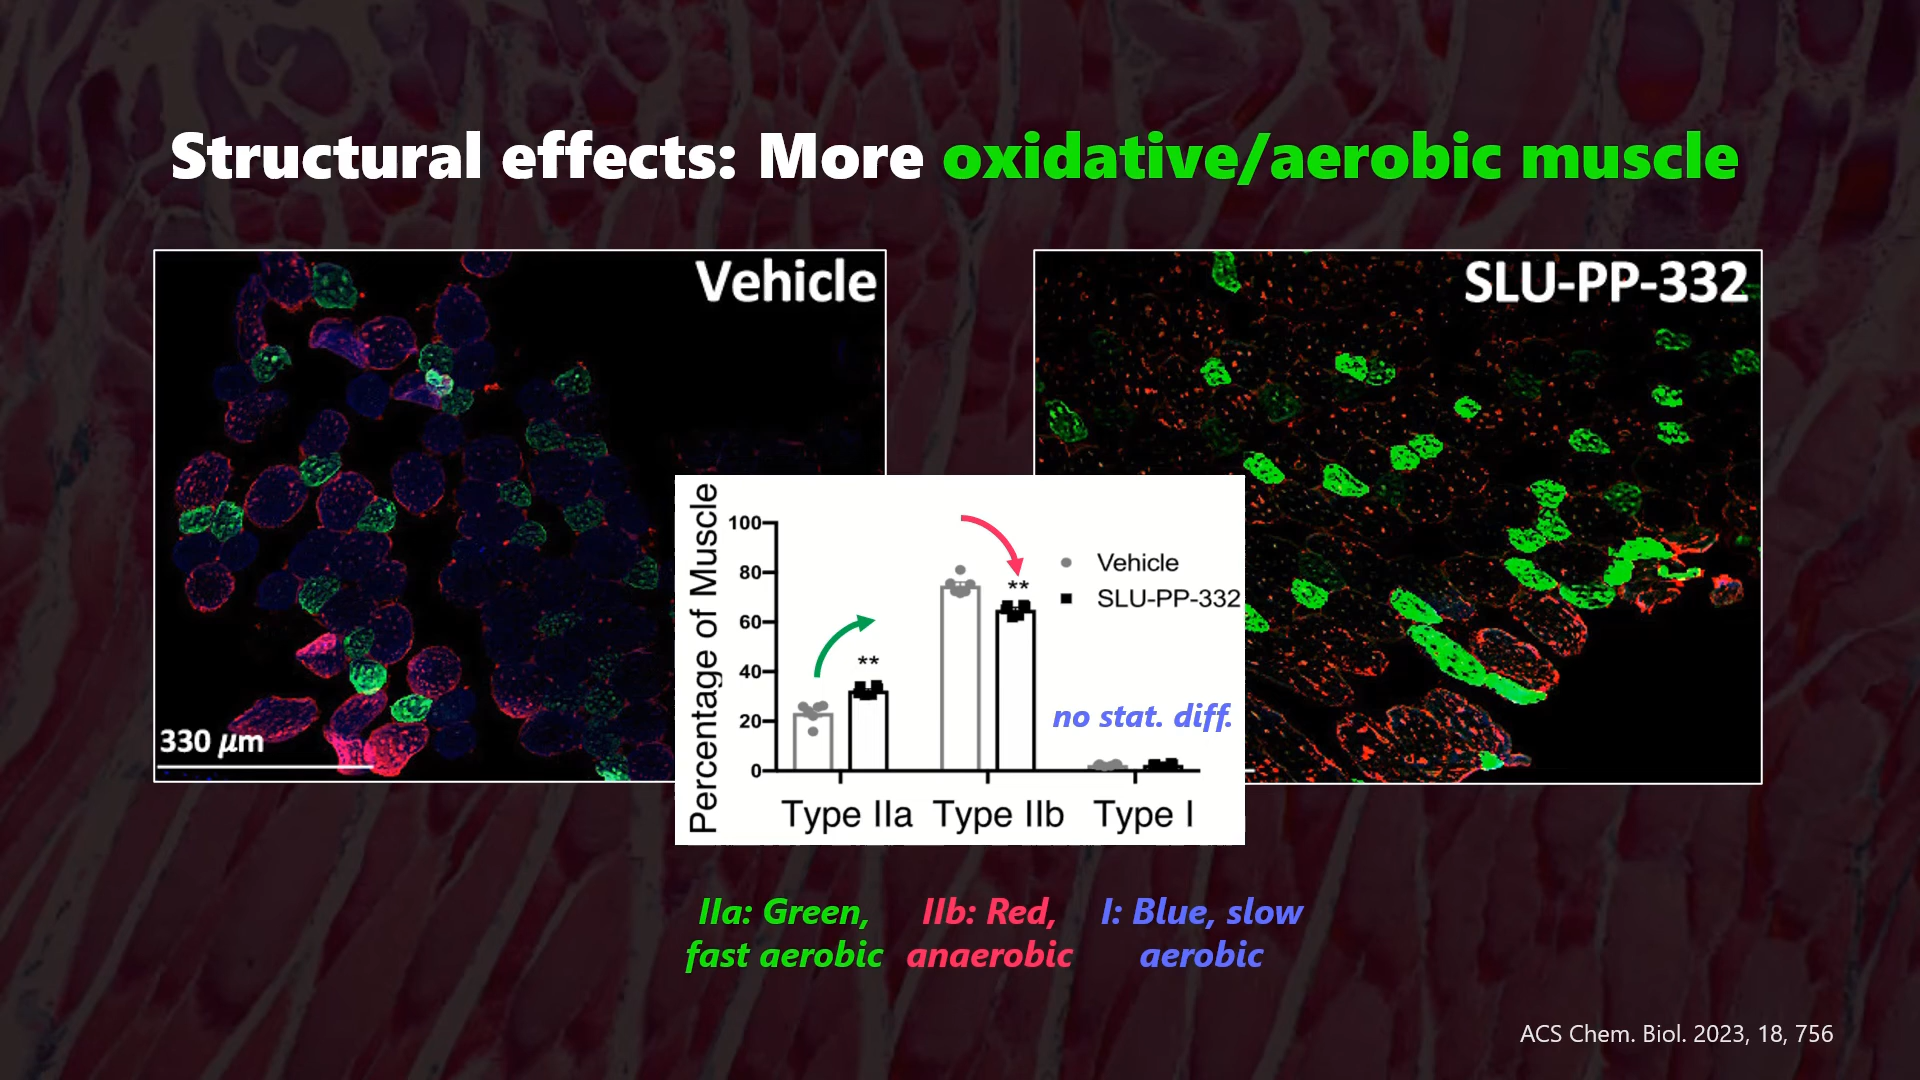 Structural effects: More oxidative/aerobic muscle
Vehicle
SLU-PP-332
330 µm
Percentage of Muscle
100
80
60
40
20
0
**
**
Vehicle
SLU-PP-332
no stat. diff.
Type IIa
Type IIb
Type I
IIa: Green,
fast aerobic
IIb: Red,
anaerobic
I: Blue, slow
aerobic
ACS Chem. Biol. 2023, 18, 756